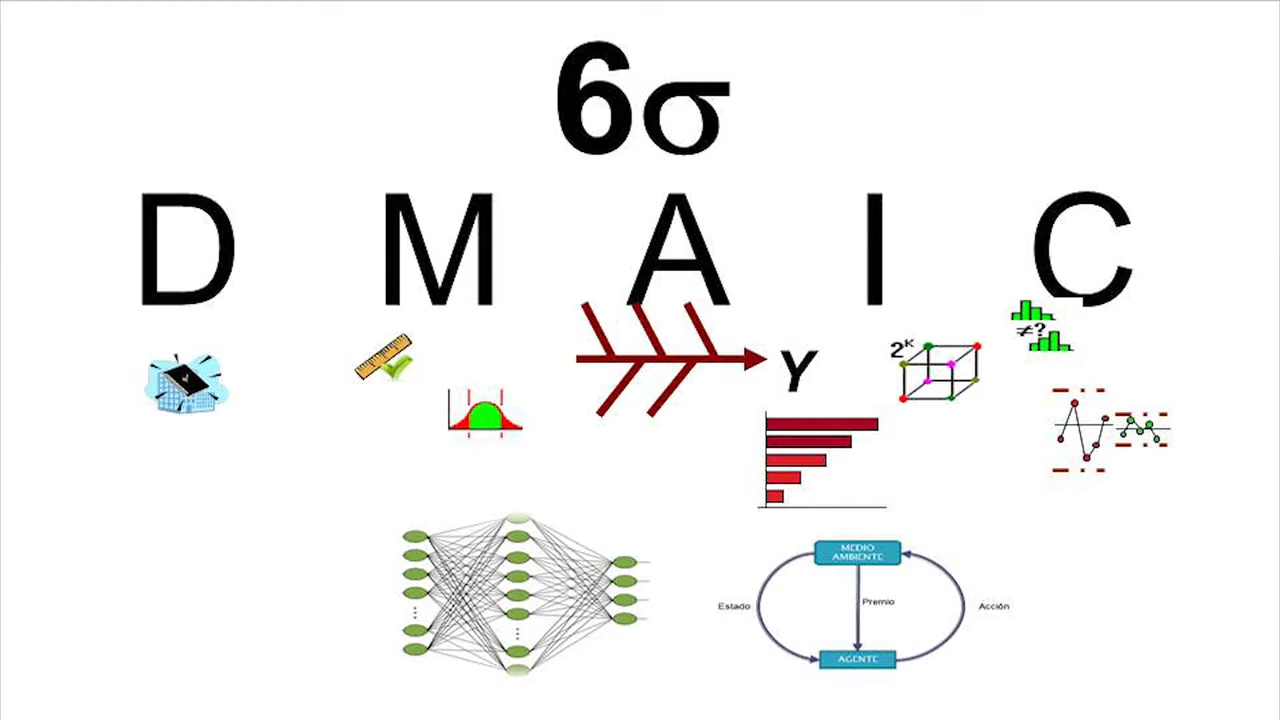 6σ
D M A I C
≠?
2ᴷ
Y
MEDIO
AMBIENTE
Estado
Premio
Acción
AGENTE